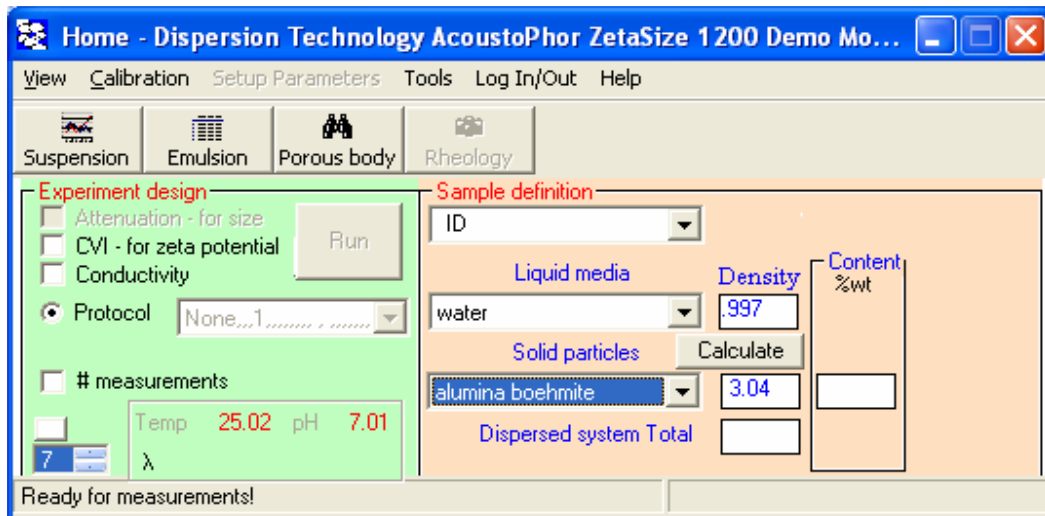 Home - Dispersion Technology AcoustoPhor ZetaSize 1200 Demo Mo...
View Calibration Setup Parameters Tools Log In/Out Help
Suspension Emulsion Porous body Rheology
Experiment design
Attenuation - for size
CVI - for zeta potential
Run
Conductivity
Protocol
None,,,1,,,,,,,,, , ,,,,,,,
# measurements
Temp 25.02 pH 7.01
7
λ
Sample definition
ID
Liquid media Density
Content
%wt
water .997
Solid particles Calculate
alumina boehmite 3.04
Dispersed system Total
Ready for measurements!